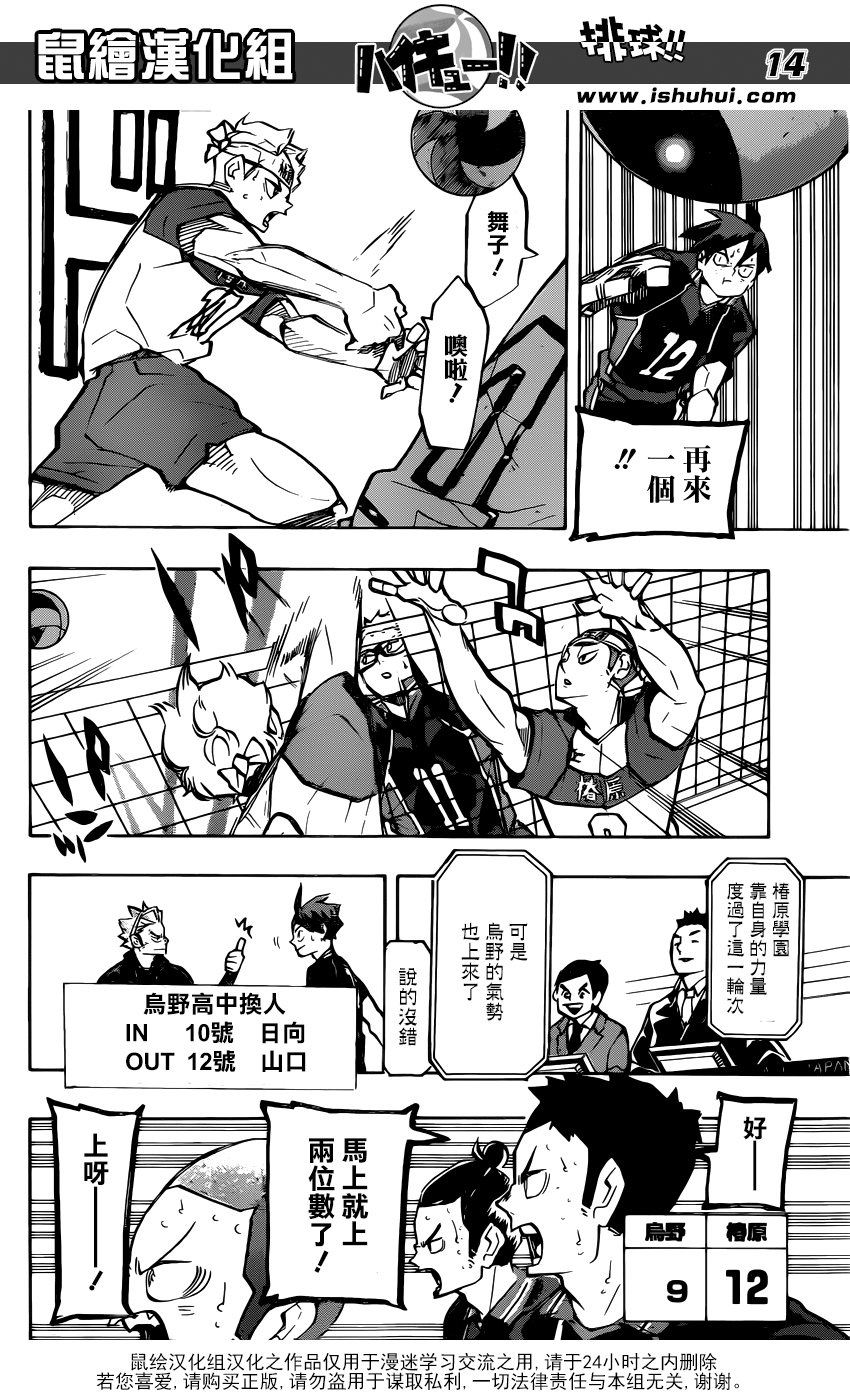 鼠繪漢化組
ハイキュー!!
排球!!
14
www.ishuhui.com
12
再來
一個
!!
舞子!
噢啦!
11
椿原
椿原學園
靠自身的力量
度過了這一輪次
可是
烏野的氣勢
也上來了
說的沒錯
JAPAN
烏野高中換人
IN 10號 日向
OUT 12號 山口
好——
烏野 椿原
9 12
馬上就上
兩位數了!
上呀——!
鼠绘汉化组汉化之作品仅用于漫迷学习交流之用, 请于24小时之内删除
若您喜爱, 请购买正版, 请勿盗用于谋取私利, 一切法律责任与本组无关, 谢谢.